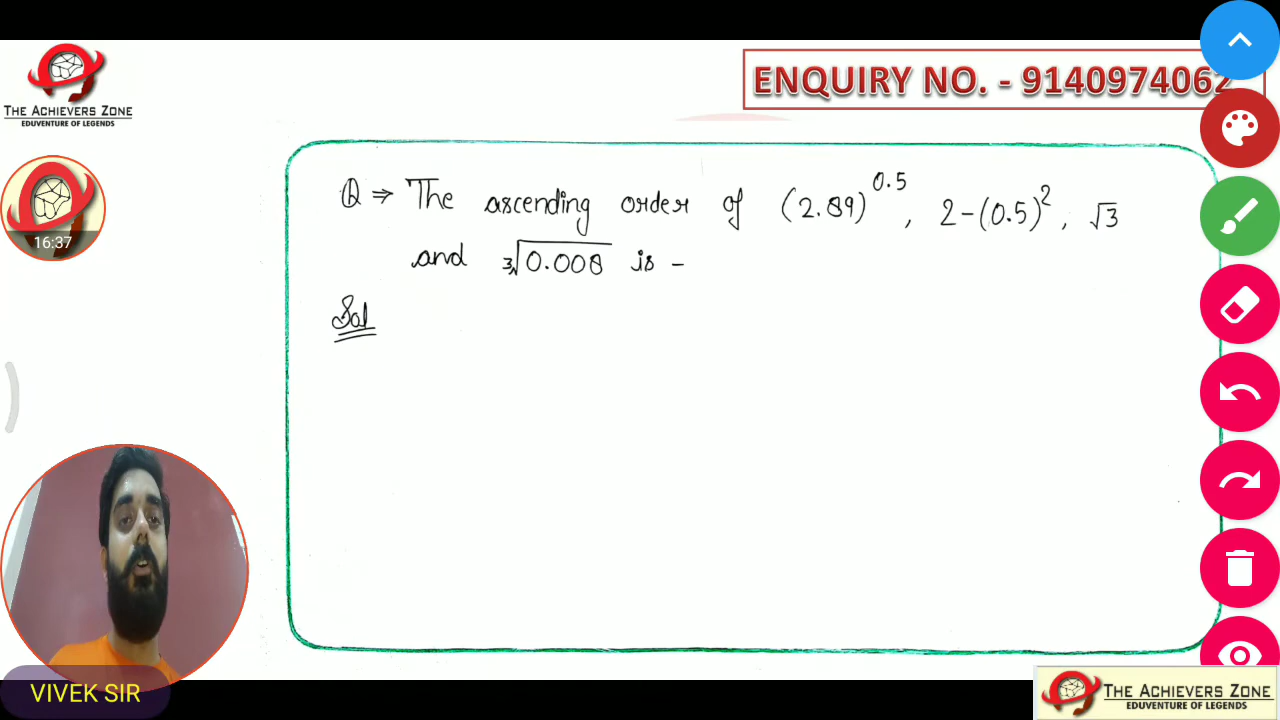 THE ACHIEVERS ZONE
EDUVENTURE OF LEGENDS
ENQUIRY NO. - 9140974062
16:37
Q ⇒ The ascending order of (2.89)^0.5, 2-(0.5)^2, √3
and ∛0.008 is -
Sol
VIVEK SIR
THE ACHIEVERS ZONE
EDUVENTURE OF LEGENDS